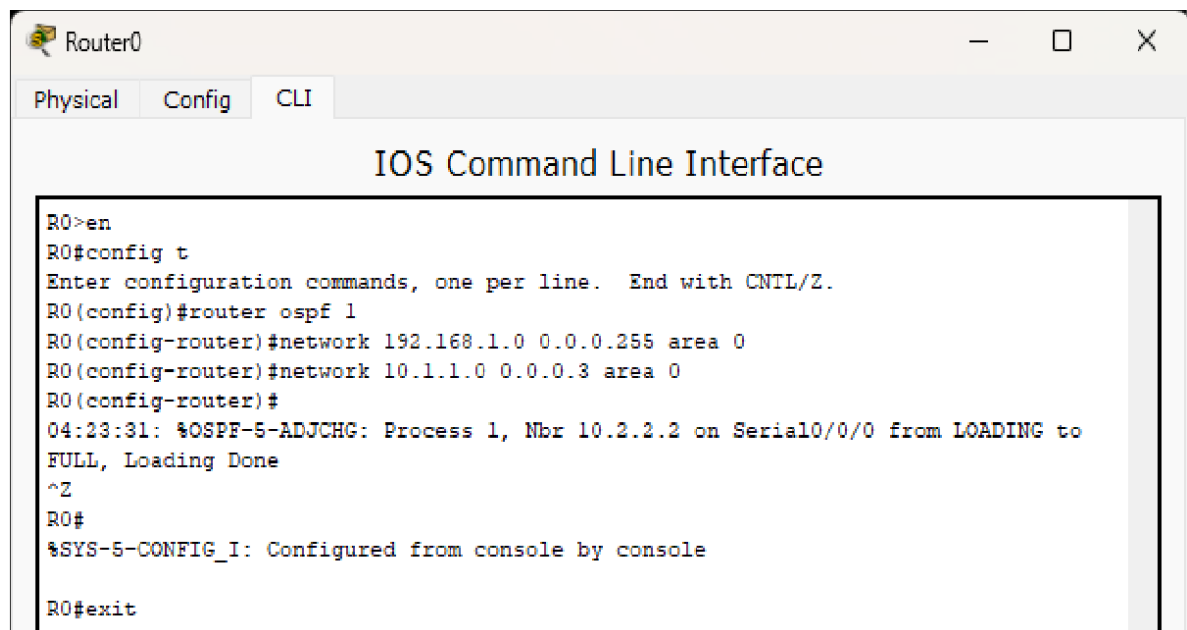 Router0
Physical Config CLI
IOS Command Line Interface
R0>en
R0#config t
Enter configuration commands, one per line.  End with CNTL/Z.
R0(config)#router ospf 1
R0(config-router)#network 192.168.1.0 0.0.0.255 area 0
R0(config-router)#network 10.1.1.0 0.0.0.3 area 0
R0(config-router)#
04:23:31: %OSPF-5-ADJCHG: Process 1, Nbr 10.2.2.2 on Serial0/0/0 from LOADING to
FULL, Loading Done
^Z
R0#
%SYS-5-CONFIG_I: Configured from console by console
R0#exit